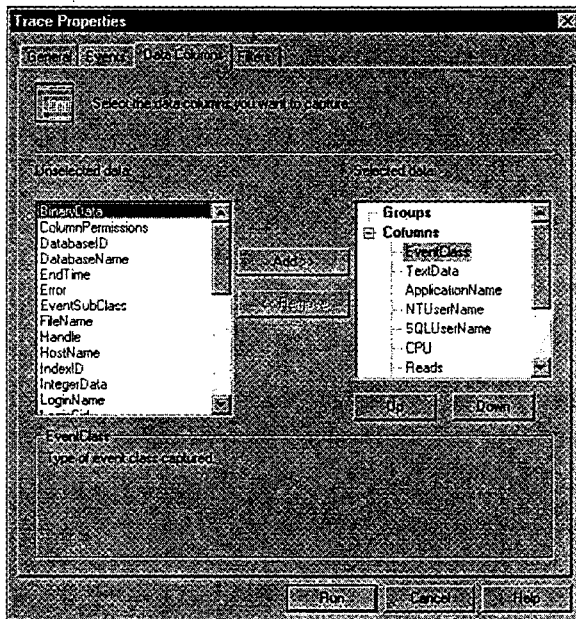 Trace Properties
General Events Data Columns Filters
Select the data columns you want to capture.
Unselected data:
Selected data:
BinaryData
ColumnPermissions
DatabaseID
DatabaseName
EndTime
Error
EventSubClass
FileName
Handle
HostName
IndexID
IntegerData
LoginName
Add >>
<< Remove
Groups
Columns
EventClass
TextData
ApplicationName
NTUserName
SQLUserName
CPU
Reads
Up Down
EventClass
Type of event class captured.
Run Cancel Help